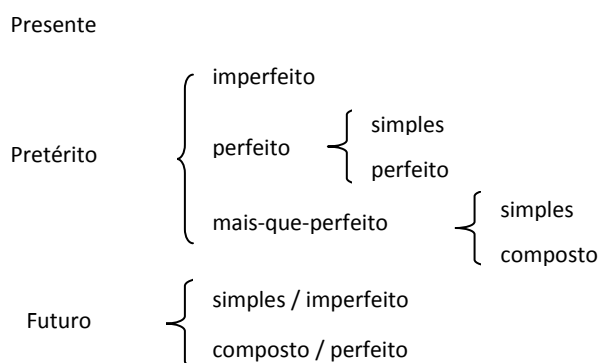 Presente
imperfeito
simples
Pretérito
perfeito
perfeito
simples
mais-que-perfeito
composto
simples / imperfeito
Futuro
composto / perfeito